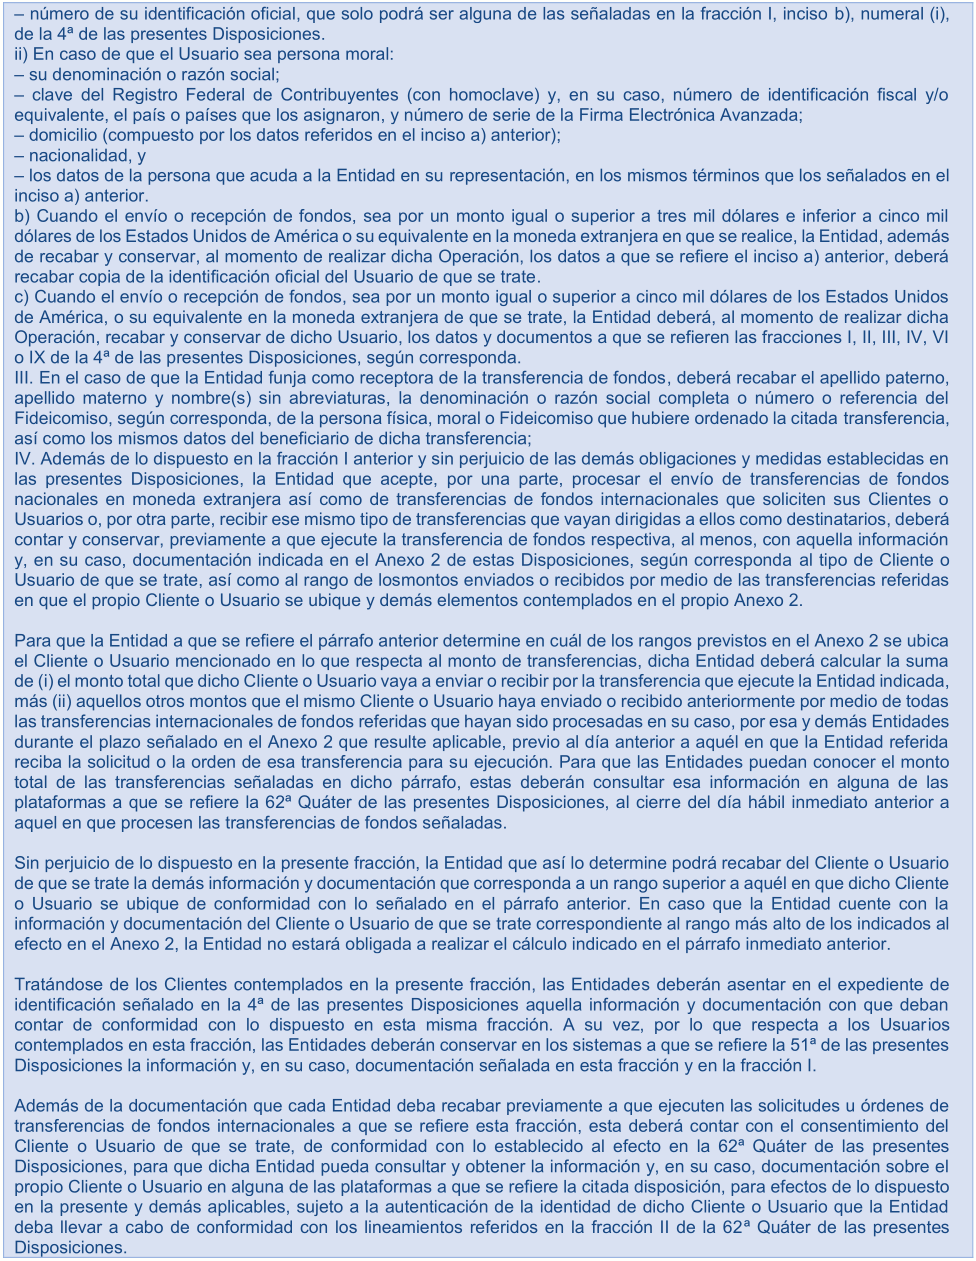 – número de su identificación oficial, que solo podrá ser alguna de las señaladas en la fracción I, inciso b), numeral (i),
de la 4ª de las presentes Disposiciones.
ii) En caso de que el Usuario sea persona moral:
– su denominación o razón social;
– clave del Registro Federal de Contribuyentes (con homoclave) y, en su caso, número de identificación fiscal y/o
equivalente, el país o países que los asignaron, y número de serie de la Firma Electrónica Avanzada;
– domicilio (compuesto por los datos referidos en el inciso a) anterior);
– nacionalidad, y
– los datos de la persona que acuda a la Entidad en su representación, en los mismos términos que los señalados en el
inciso a) anterior.
b) Cuando el envío o recepción de fondos, sea por un monto igual o superior a tres mil dólares e inferior a cinco mil
dólares de los Estados Unidos de América o su equivalente en la moneda extranjera en que se realice, la Entidad, además
de recabar y conservar, al momento de realizar dicha Operación, los datos a que se refiere el inciso a) anterior, deberá
recabar copia de la identificación oficial del Usuario de que se trate.
c) Cuando el envío o recepción de fondos, sea por un monto igual o superior a cinco mil dólares de los Estados Unidos
de América, o su equivalente en la moneda extranjera de que se trate, la Entidad deberá, al momento de realizar dicha
Operación, recabar y conservar de dicho Usuario, los datos y documentos a que se refieren las fracciones I, II, III, IV, VI
o IX de la 4ª de las presentes Disposiciones, según corresponda.
III. En el caso de que la Entidad funja como receptora de la transferencia de fondos, deberá recabar el apellido paterno,
apellido materno y nombre(s) sin abreviaturas, la denominación o razón social completa o número o referencia del
Fideicomiso, según corresponda, de la persona física, moral o Fideicomiso que hubiere ordenado la citada transferencia,
así como los mismos datos del beneficiario de dicha transferencia;
IV. Además de lo dispuesto en la fracción I anterior y sin perjuicio de las demás obligaciones y medidas establecidas en
las presentes Disposiciones, la Entidad que acepte, por una parte, procesar el envío de transferencias de fondos
nacionales en moneda extranjera así como de transferencias de fondos internacionales que soliciten sus Clientes o
Usuarios o, por otra parte, recibir ese mismo tipo de transferencias que vayan dirigidas a ellos como destinatarios, deberá
contar y conservar, previamente a que ejecute la transferencia de fondos respectiva, al menos, con aquella información
y, en su caso, documentación indicada en el Anexo 2 de estas Disposiciones, según corresponda al tipo de Cliente o
Usuario de que se trate, así como al rango de losmontos enviados o recibidos por medio de las transferencias referidas
en que el propio Cliente o Usuario se ubique y demás elementos contemplados en el propio Anexo 2.
Para que la Entidad a que se refiere el párrafo anterior determine en cuál de los rangos previstos en el Anexo 2 se ubica
el Cliente o Usuario mencionado en lo que respecta al monto de transferencias, dicha Entidad deberá calcular la suma
de (i) el monto total que dicho Cliente o Usuario vaya a enviar o recibir por la transferencia que ejecute la Entidad indicada,
más (ii) aquellos otros montos que el mismo Cliente o Usuario haya enviado o recibido anteriormente por medio de todas
las transferencias internacionales de fondos referidas que hayan sido procesadas en su caso, por esa y demás Entidades
durante el plazo señalado en el Anexo 2 que resulte aplicable, previo al día anterior a aquél en que la Entidad referida
reciba la solicitud o la orden de esa transferencia para su ejecución. Para que las Entidades puedan conocer el monto
total de las transferencias señaladas en dicho párrafo, estas deberán consultar esa información en alguna de las
plataformas a que se refiere la 62ª Quáter de las presentes Disposiciones, al cierre del día hábil inmediato anterior a
aquel en que procesen las transferencias de fondos señaladas.
Sin perjuicio de lo dispuesto en la presente fracción, la Entidad que así lo determine podrá recabar del Cliente o Usuario
de que se trate la demás información y documentación que corresponda a un rango superior a aquél en que dicho Cliente
o Usuario se ubique de conformidad con lo señalado en el párrafo anterior. En caso que la Entidad cuente con la
información y documentación del Cliente o Usuario de que se trate correspondiente al rango más alto de los indicados al
efecto en el Anexo 2, la Entidad no estará obligada a realizar el cálculo indicado en el párrafo inmediato anterior.
Tratándose de los Clientes contemplados en la presente fracción, las Entidades deberán asentar en el expediente de
identificación señalado en la 4ª de las presentes Disposiciones aquella información y documentación con que deban
contar de conformidad con lo dispuesto en esta misma fracción. A su vez, por lo que respecta a los Usuarios
contemplados en esta fracción, las Entidades deberán conservar en los sistemas a que se refiere la 51ª de las presentes
Disposiciones la información y, en su caso, documentación señalada en esta fracción y en la fracción I.
Además de la documentación que cada Entidad deba recabar previamente a que ejecuten las solicitudes u órdenes de
transferencias de fondos internacionales a que se refiere esta fracción, esta deberá contar con el consentimiento del
Cliente o Usuario de que se trate, de conformidad con lo establecido al efecto en la 62ª Quáter de las presentes
Disposiciones, para que dicha Entidad pueda consultar y obtener la información y, en su caso, documentación sobre el
propio Cliente o Usuario en alguna de las plataformas a que se refiere la citada disposición, para efectos de lo dispuesto
en la presente y demás aplicables, sujeto a la autenticación de la identidad de dicho Cliente o Usuario que la Entidad
deba llevar a cabo de conformidad con los lineamientos referidos en la fracción II de la 62ª Quáter de las presentes
Disposiciones.